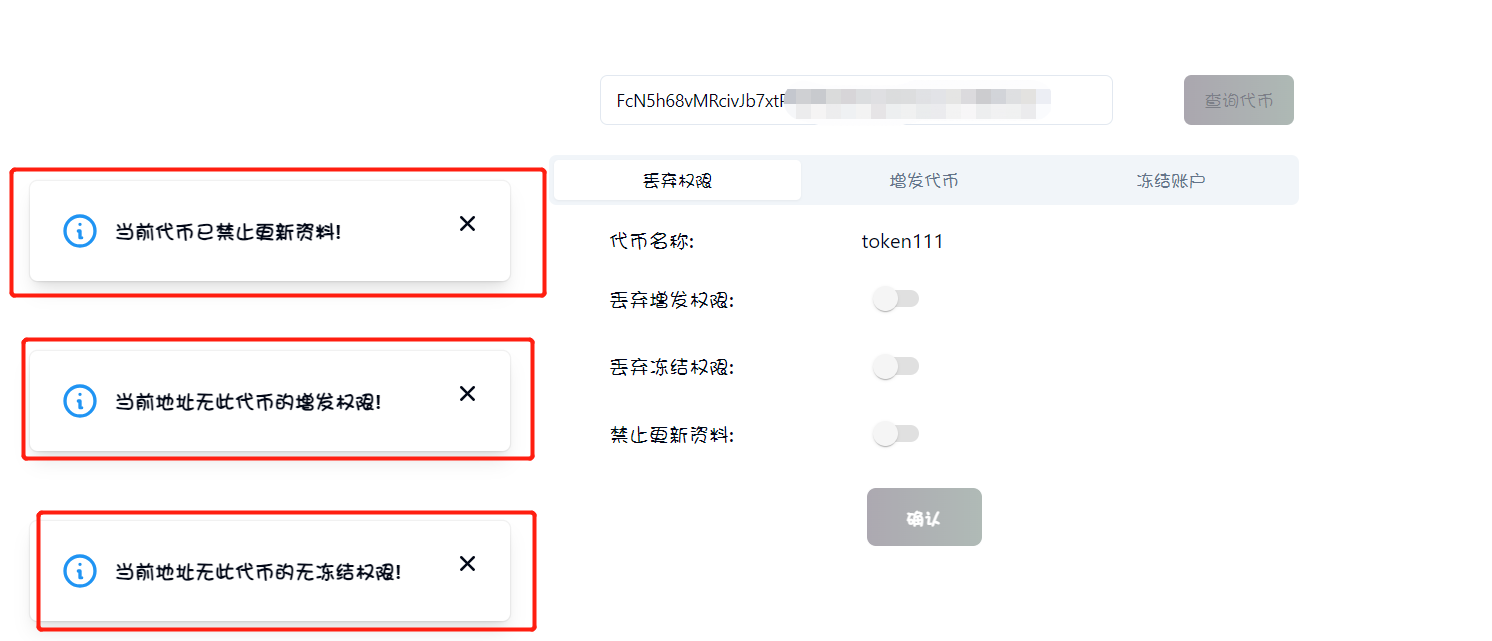 FcN5h68vMRcivJb7xtF
查询代币
丢弃权限
增发代币
冻结账户
当前代币已禁止更新资料!
代币名称:
token111
丢弃增发权限:
丢弃冻结权限:
当前地址无此代币的增发权限!
禁止更新资料:
确认
当前地址无此代币的无冻结权限!